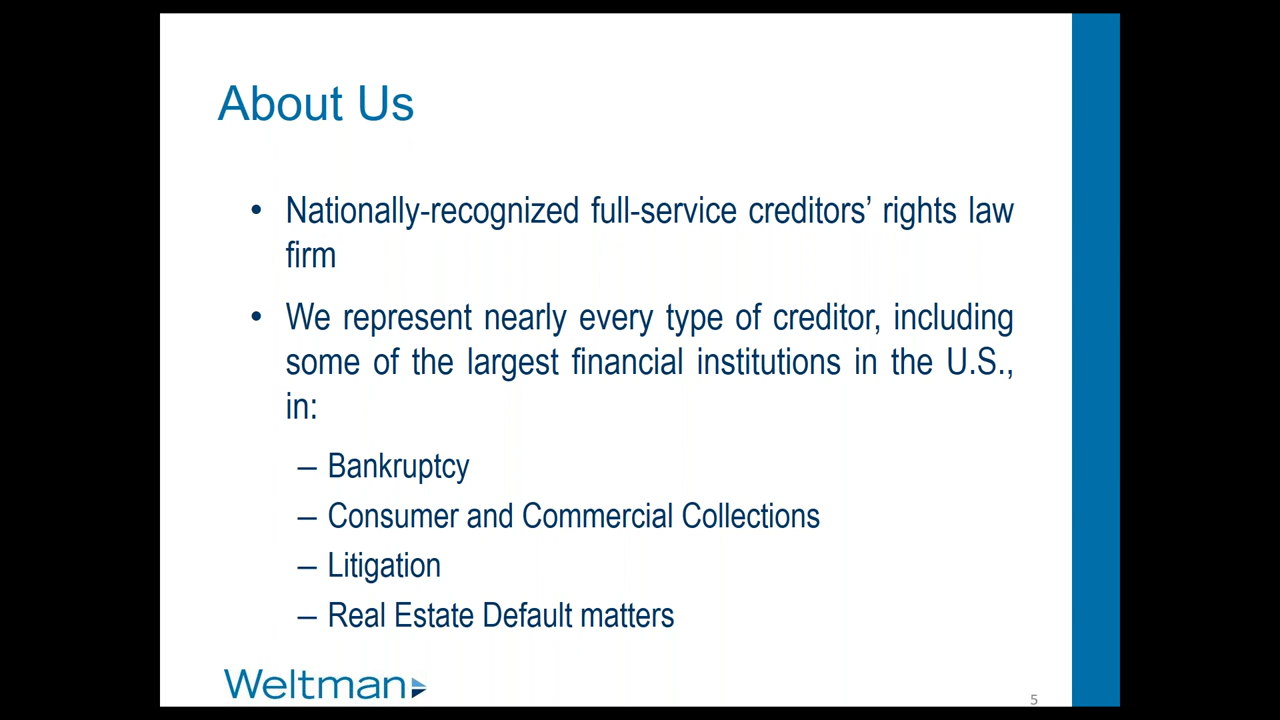 About Us
• Nationally-recognized full-service creditors’ rights law
firm
• We represent nearly every type of creditor, including
some of the largest financial institutions in the U.S.,
in:
– Bankruptcy
– Consumer and Commercial Collections
– Litigation
– Real Estate Default matters
Weltman
5